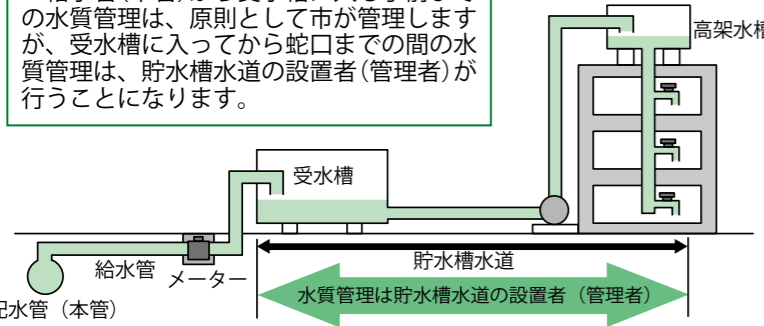 の水質管理は、原則として市が管理します
が、受水槽に入ってから蛇口までの間の水
質管理は、貯水槽水道の設置者(管理者)が
行うことになります。
高架水槽
受水槽
給水管
メーター
貯水槽水道
水質管理は貯水槽水道の設置者(管理者)
配水管(本管)